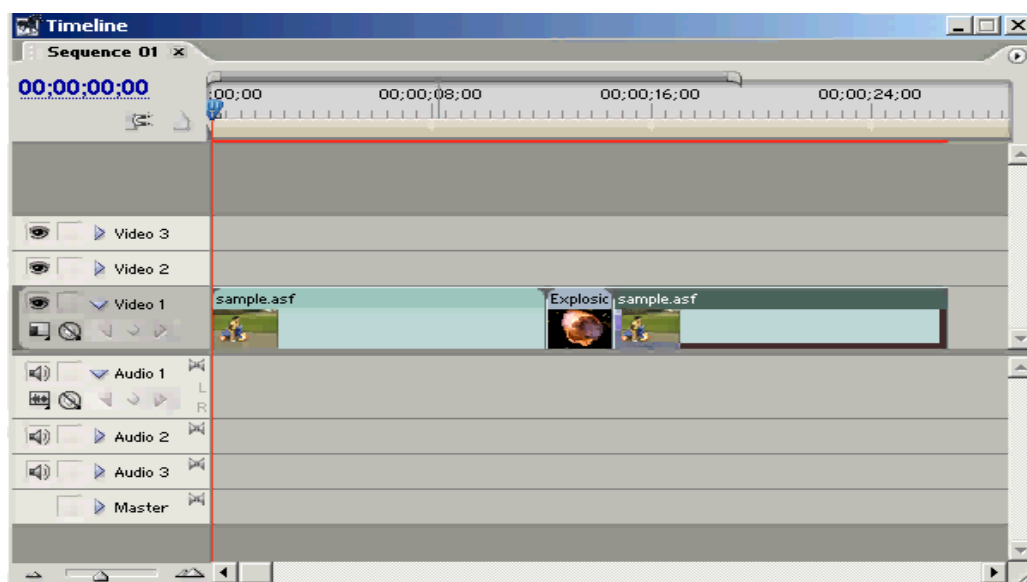 Timeline
Sequence 01
00;00;00;00
:00;00 00;00;08;00 00;00;16;00 00;00;24;00
Video 3
Video 2
Video 1
sample.asf Explosic sample.asf
Audio 1
L
R
Audio 2
Audio 3
Master